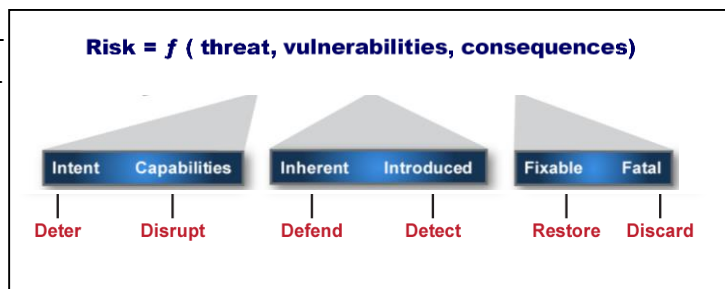 Risk = ƒ ( threat, vulnerabilities, consequences)
Intent Capabilities Inherent Introduced Fixable Fatal
Deter Disrupt Defend Detect Restore Discard